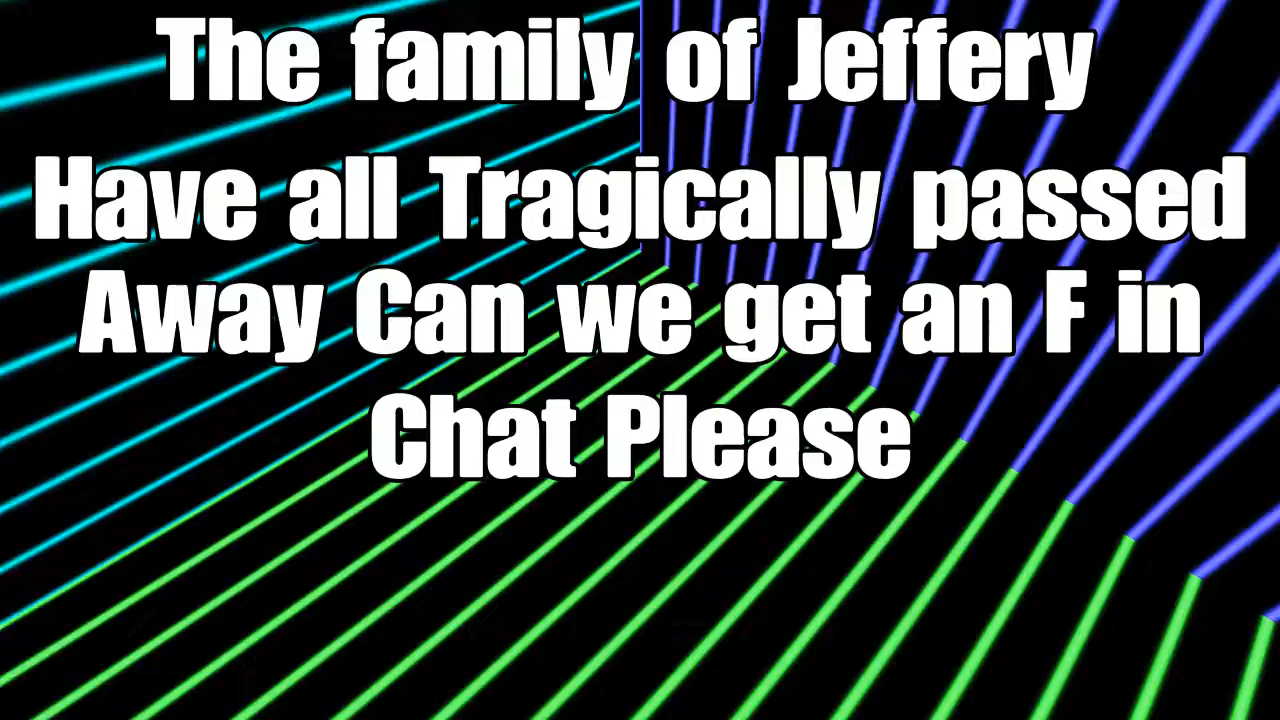 The family of Jeffery
Have all Tragically passed
Away Can we get an F in
Chat Please